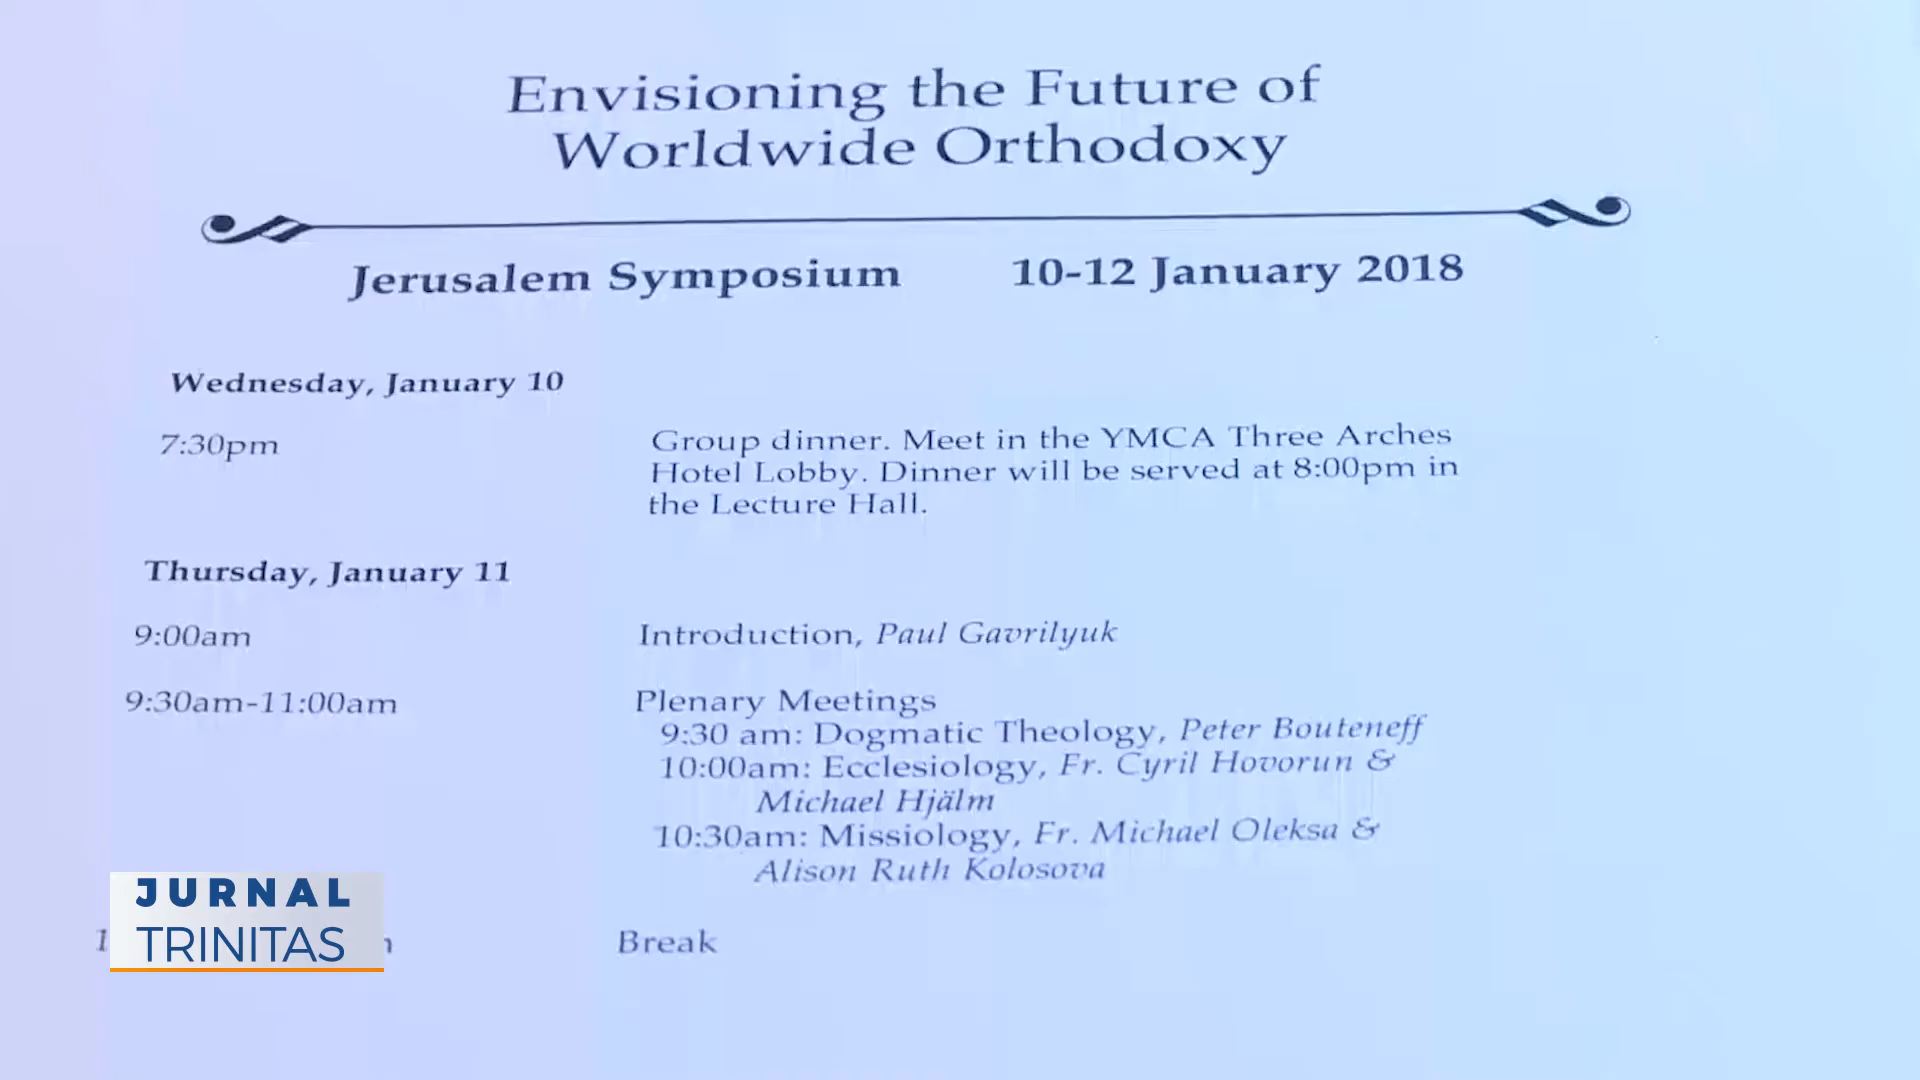 Envisioning the Future of
Worldwide Orthodoxy
Jerusalem Symposium 10-12 January 2018
Wednesday, January 10
7:30pm Group dinner. Meet in the YMCA Three Arches
Hotel Lobby. Dinner will be served at 8:00pm in
the Lecture Hall.
Thursday, January 11
9:00am Introduction, Paul Gavrilyuk
9:30am-11:00am Plenary Meetings
9:30 am: Dogmatic Theology, Peter Bouteneff
10:00am: Ecclesiology, Fr. Cyril Hovorun &
Michael Hjälm
10:30am: Missiology, Fr. Michael Oleksa &
Alison Ruth Kolosova
Break
JURNAL
TRINITAS